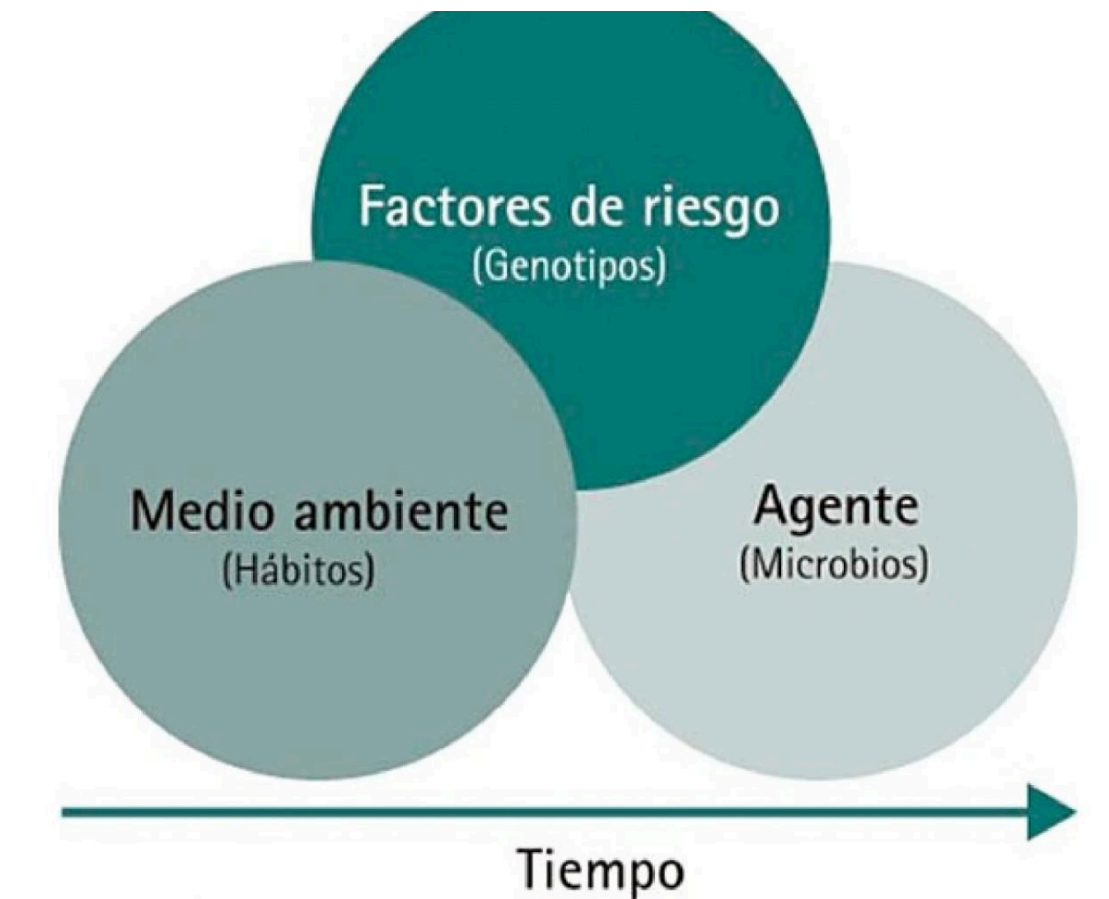 Factores de riesgo
(Genotipos)
Medio ambiente
(Hábitos)
Agente
(Microbios)
Tiempo